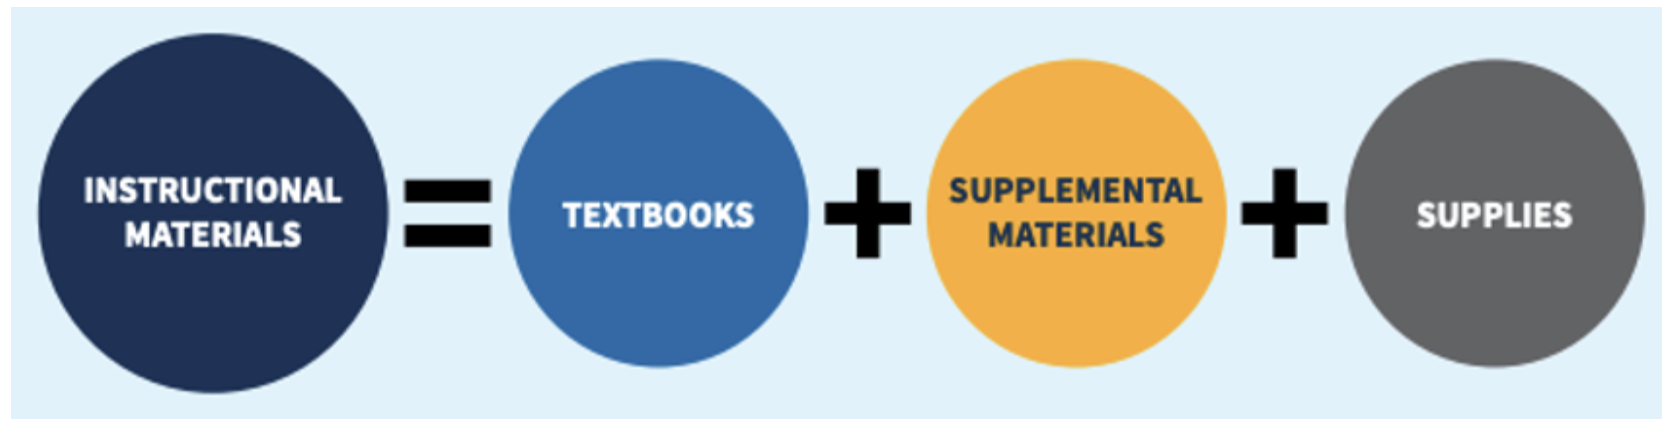 INSTRUCTIONAL
MATERIALS
=
TEXTBOOKS
+
SUPPLEMENTAL
MATERIALS
+
SUPPLIES